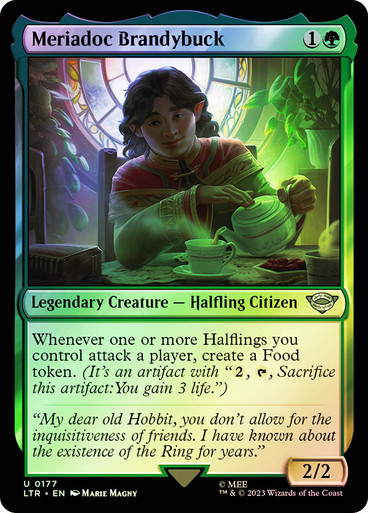 Meriadoc Brandybuck 1
Legendary Creature — Halfling Citizen
Whenever one or more Halflings you
control attack a player, create a Food
token. (It's an artifact with “2, , Sacrifice
this artifact:You gain 3 life.”)
“My dear old Hobbit, you don't allow for the
inquisitiveness of friends. I have known about
the existence of the Ring for years.”
2/2
U 0177
LTR • EN Marie Magny
© MEE
™ & © 2023 Wizards of the Coast